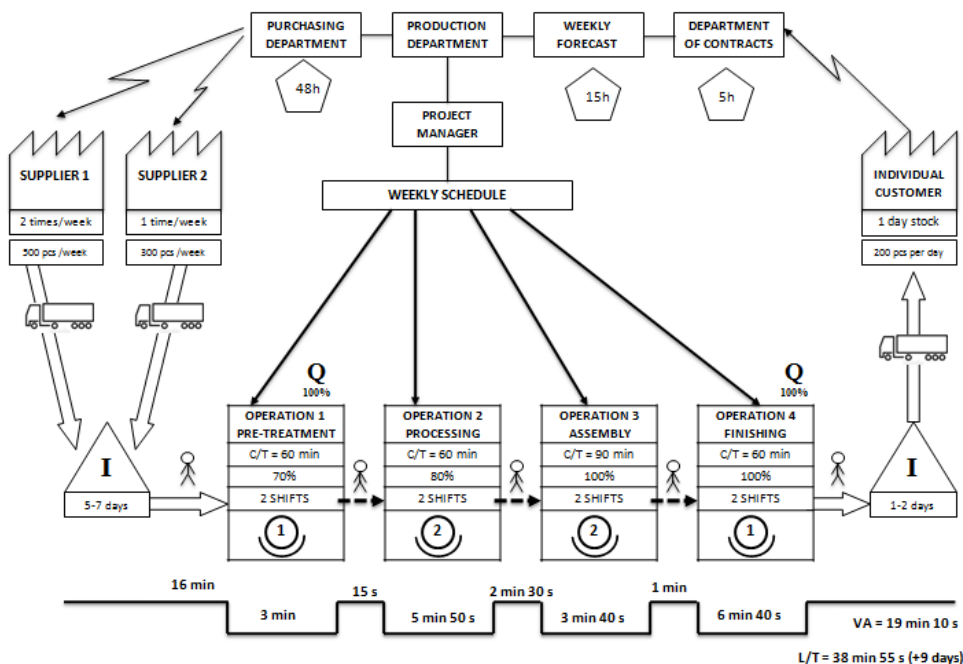 PURCHASING
DEPARTMENT
PRODUCTION
DEPARTMENT
WEEKLY
FORECAST
DEPARTMENT
OF CONTRACTS
48h
15h
5h
PROJECT
MANAGER
SUPPLIER 1
2 times/week
500 pcs/week
SUPPLIER 2
1 time/week
300 pcs/week
WEEKLY SCHEDULE
INDIVIDUAL
CUSTOMER
1 day stock
200 pcs per day
I
5-7 days
Q
100%
OPERATION 1
PRE-TREATMENT
C/T = 60 min
70%
2 SHIFTS
1
OPERATION 2
PROCESSING
C/T = 60 min
80%
2 SHIFTS
2
OPERATION 3
ASSEMBLY
C/T = 90 min
100%
2 SHIFTS
2
Q
100%
OPERATION 4
FINISHING
C/T = 60 min
100%
2 SHIFTS
1
I
1-2 days
16 min
3 min
15 s
5 min 50 s
2 min 30 s
3 min 40 s
1 min
6 min 40 s
VA = 19 min 10 s
L/T = 38 min 55 s (+9 days)